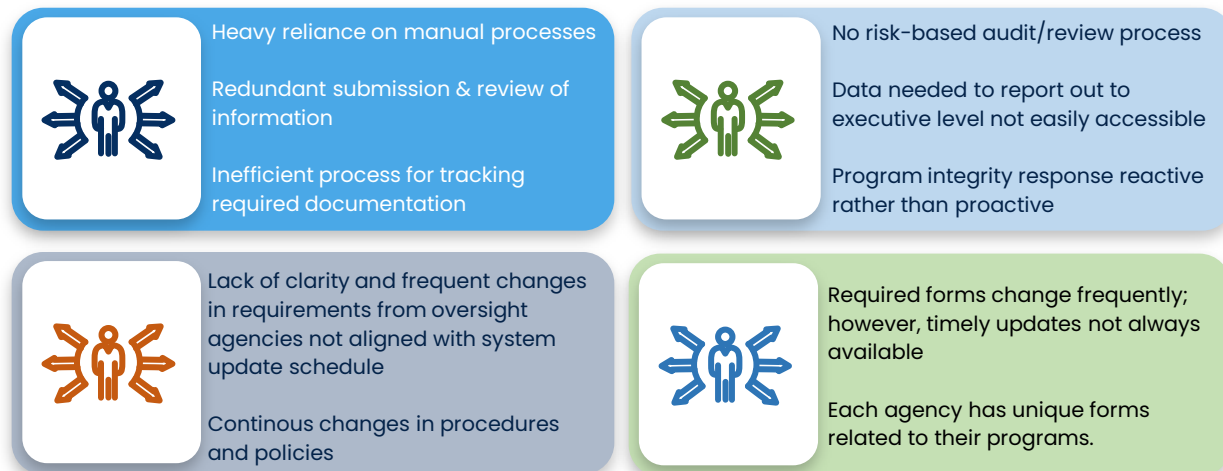 Heavy reliance on manual processes
Redundant submission & review of
information
Inefficient process for tracking
required documentation
No risk-based audit/review process
Data needed to report out to
executive level not easily accessible
Program integrity response reactive
rather than proactive
Lack of clarity and frequent changes
in requirements from oversight
agencies not aligned with system
update schedule
Continous changes in procedures
and policies
Required forms change frequently;
however, timely updates not always
available
Each agency has unique forms
related to their programs.